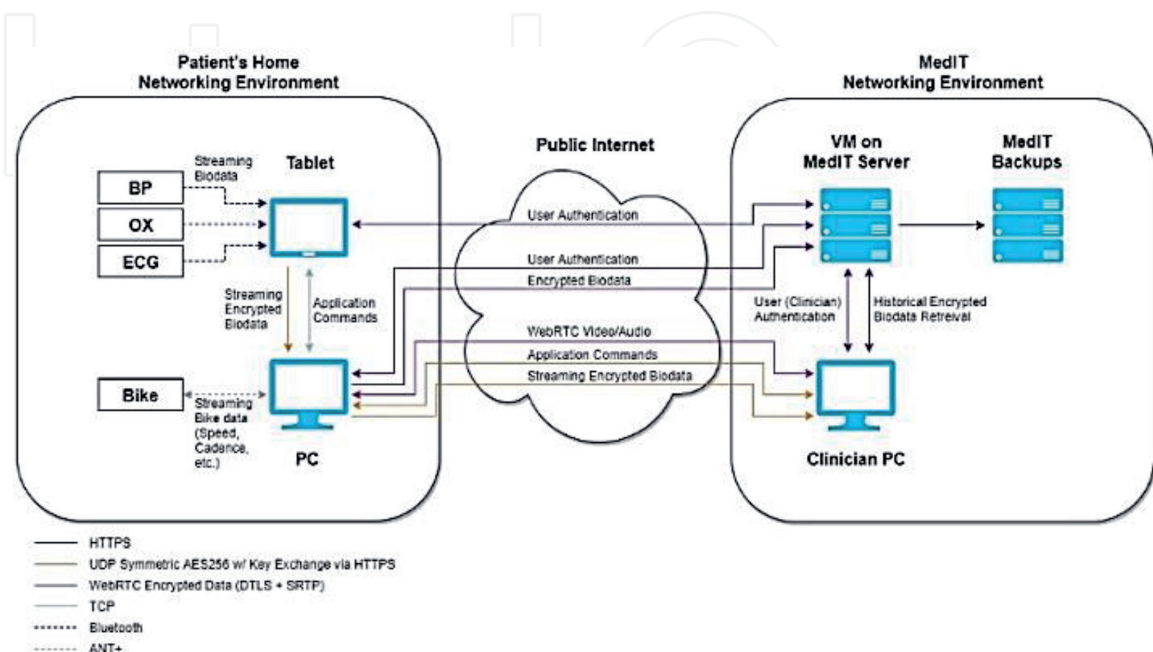 Patient's Home
Networking Environment
MedIT
Networking Environment
Public Internet
Tablet
Streaming
Biodata
BP
OX
ECG
VM on
MedIT Server
MedIT
Backups
User Authentication
User Authentication
Encrypted Biodata
Streaming
Encrypted
Biodata
Application
Commands
User (Clinician)
Authentication
Historical Encrypted
Biodata Retreival
WebRTC Video/Audio
Application Commands
Streaming Encrypted Biodata
Bike
Streaming
Bike data
(Speed,
Cadence,
etc.)
PC
Clinician PC
HTTPS
UDP Symmetric AES256 w/ Key Exchange via HTTPS
WebRTC Encrypted Data (DTLS + SRTP)
TCP
Bluetooth
ANT+